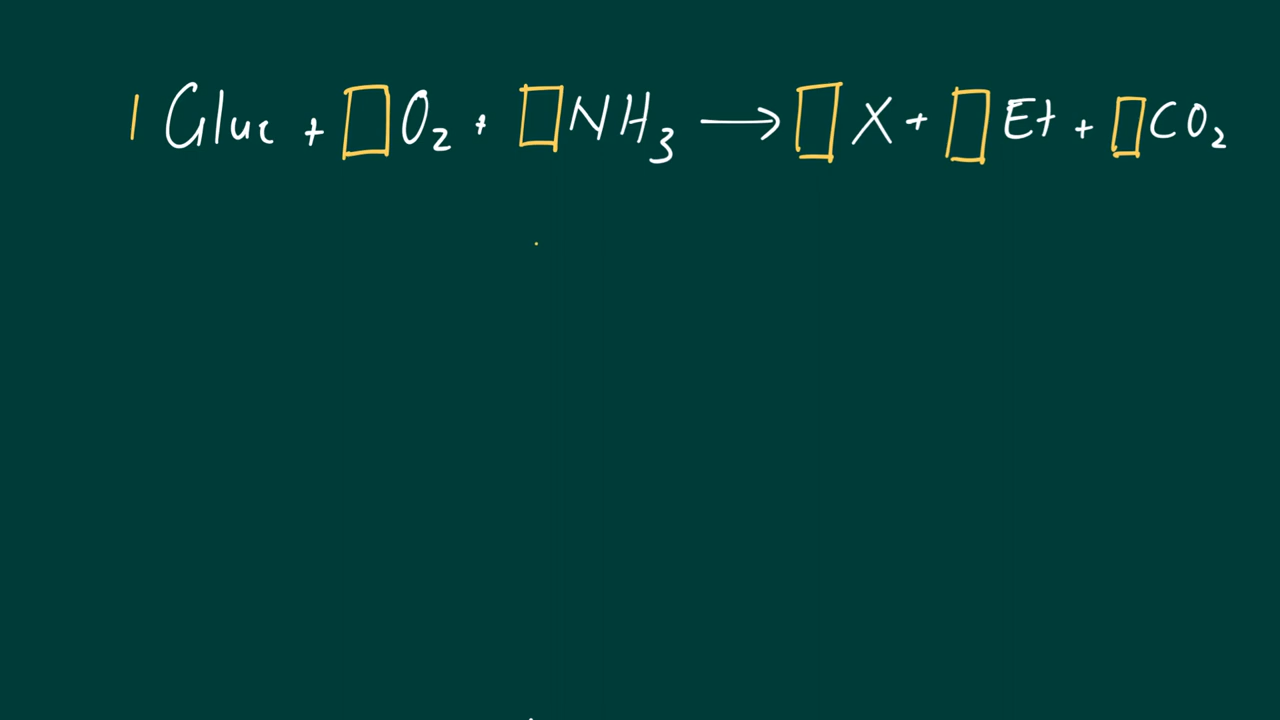 1 Gluc + □ O₂ + □ NH₃ → □ X + □ Et + □ CO₂